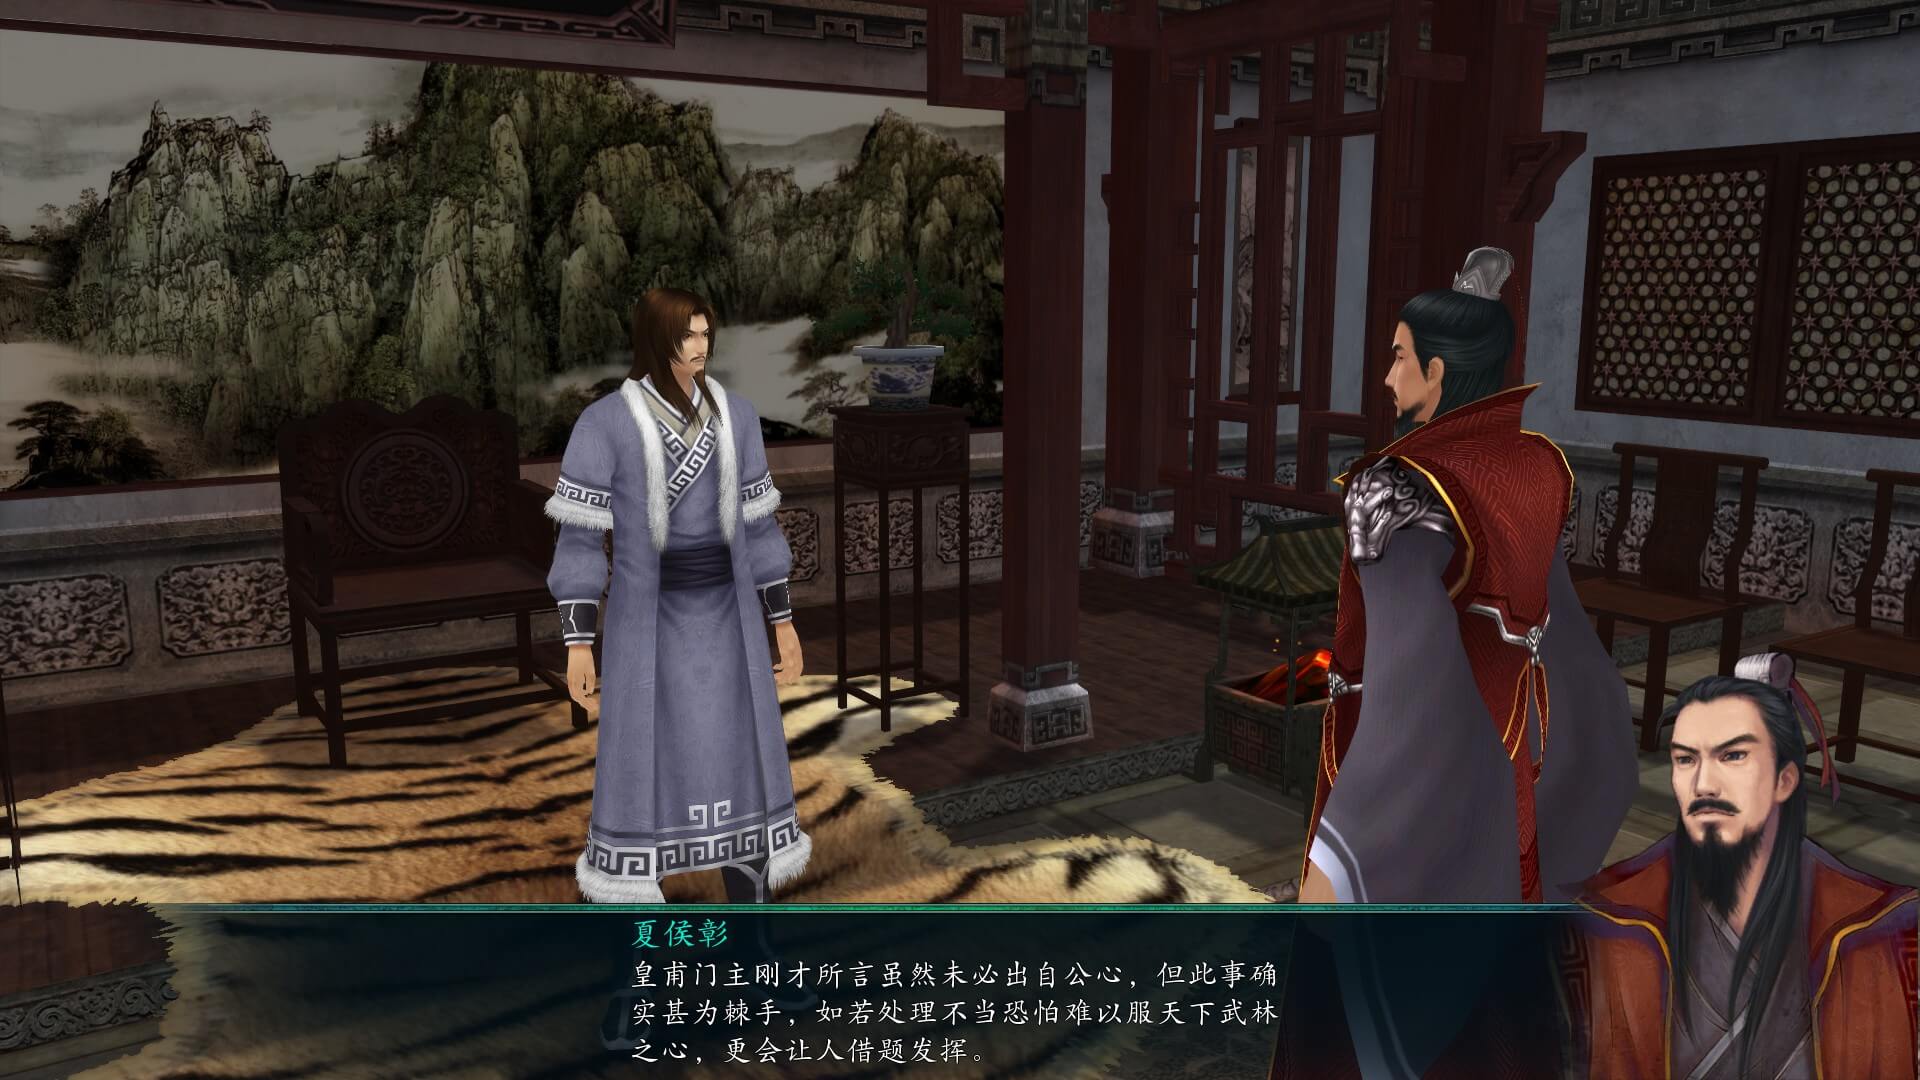 夏侯彰
皇甫门主刚才所言虽然未必出自公心，但此事确
实甚为棘手，如若处理不当恐怕难以服天下武林
之心，更会让人借题发挥。